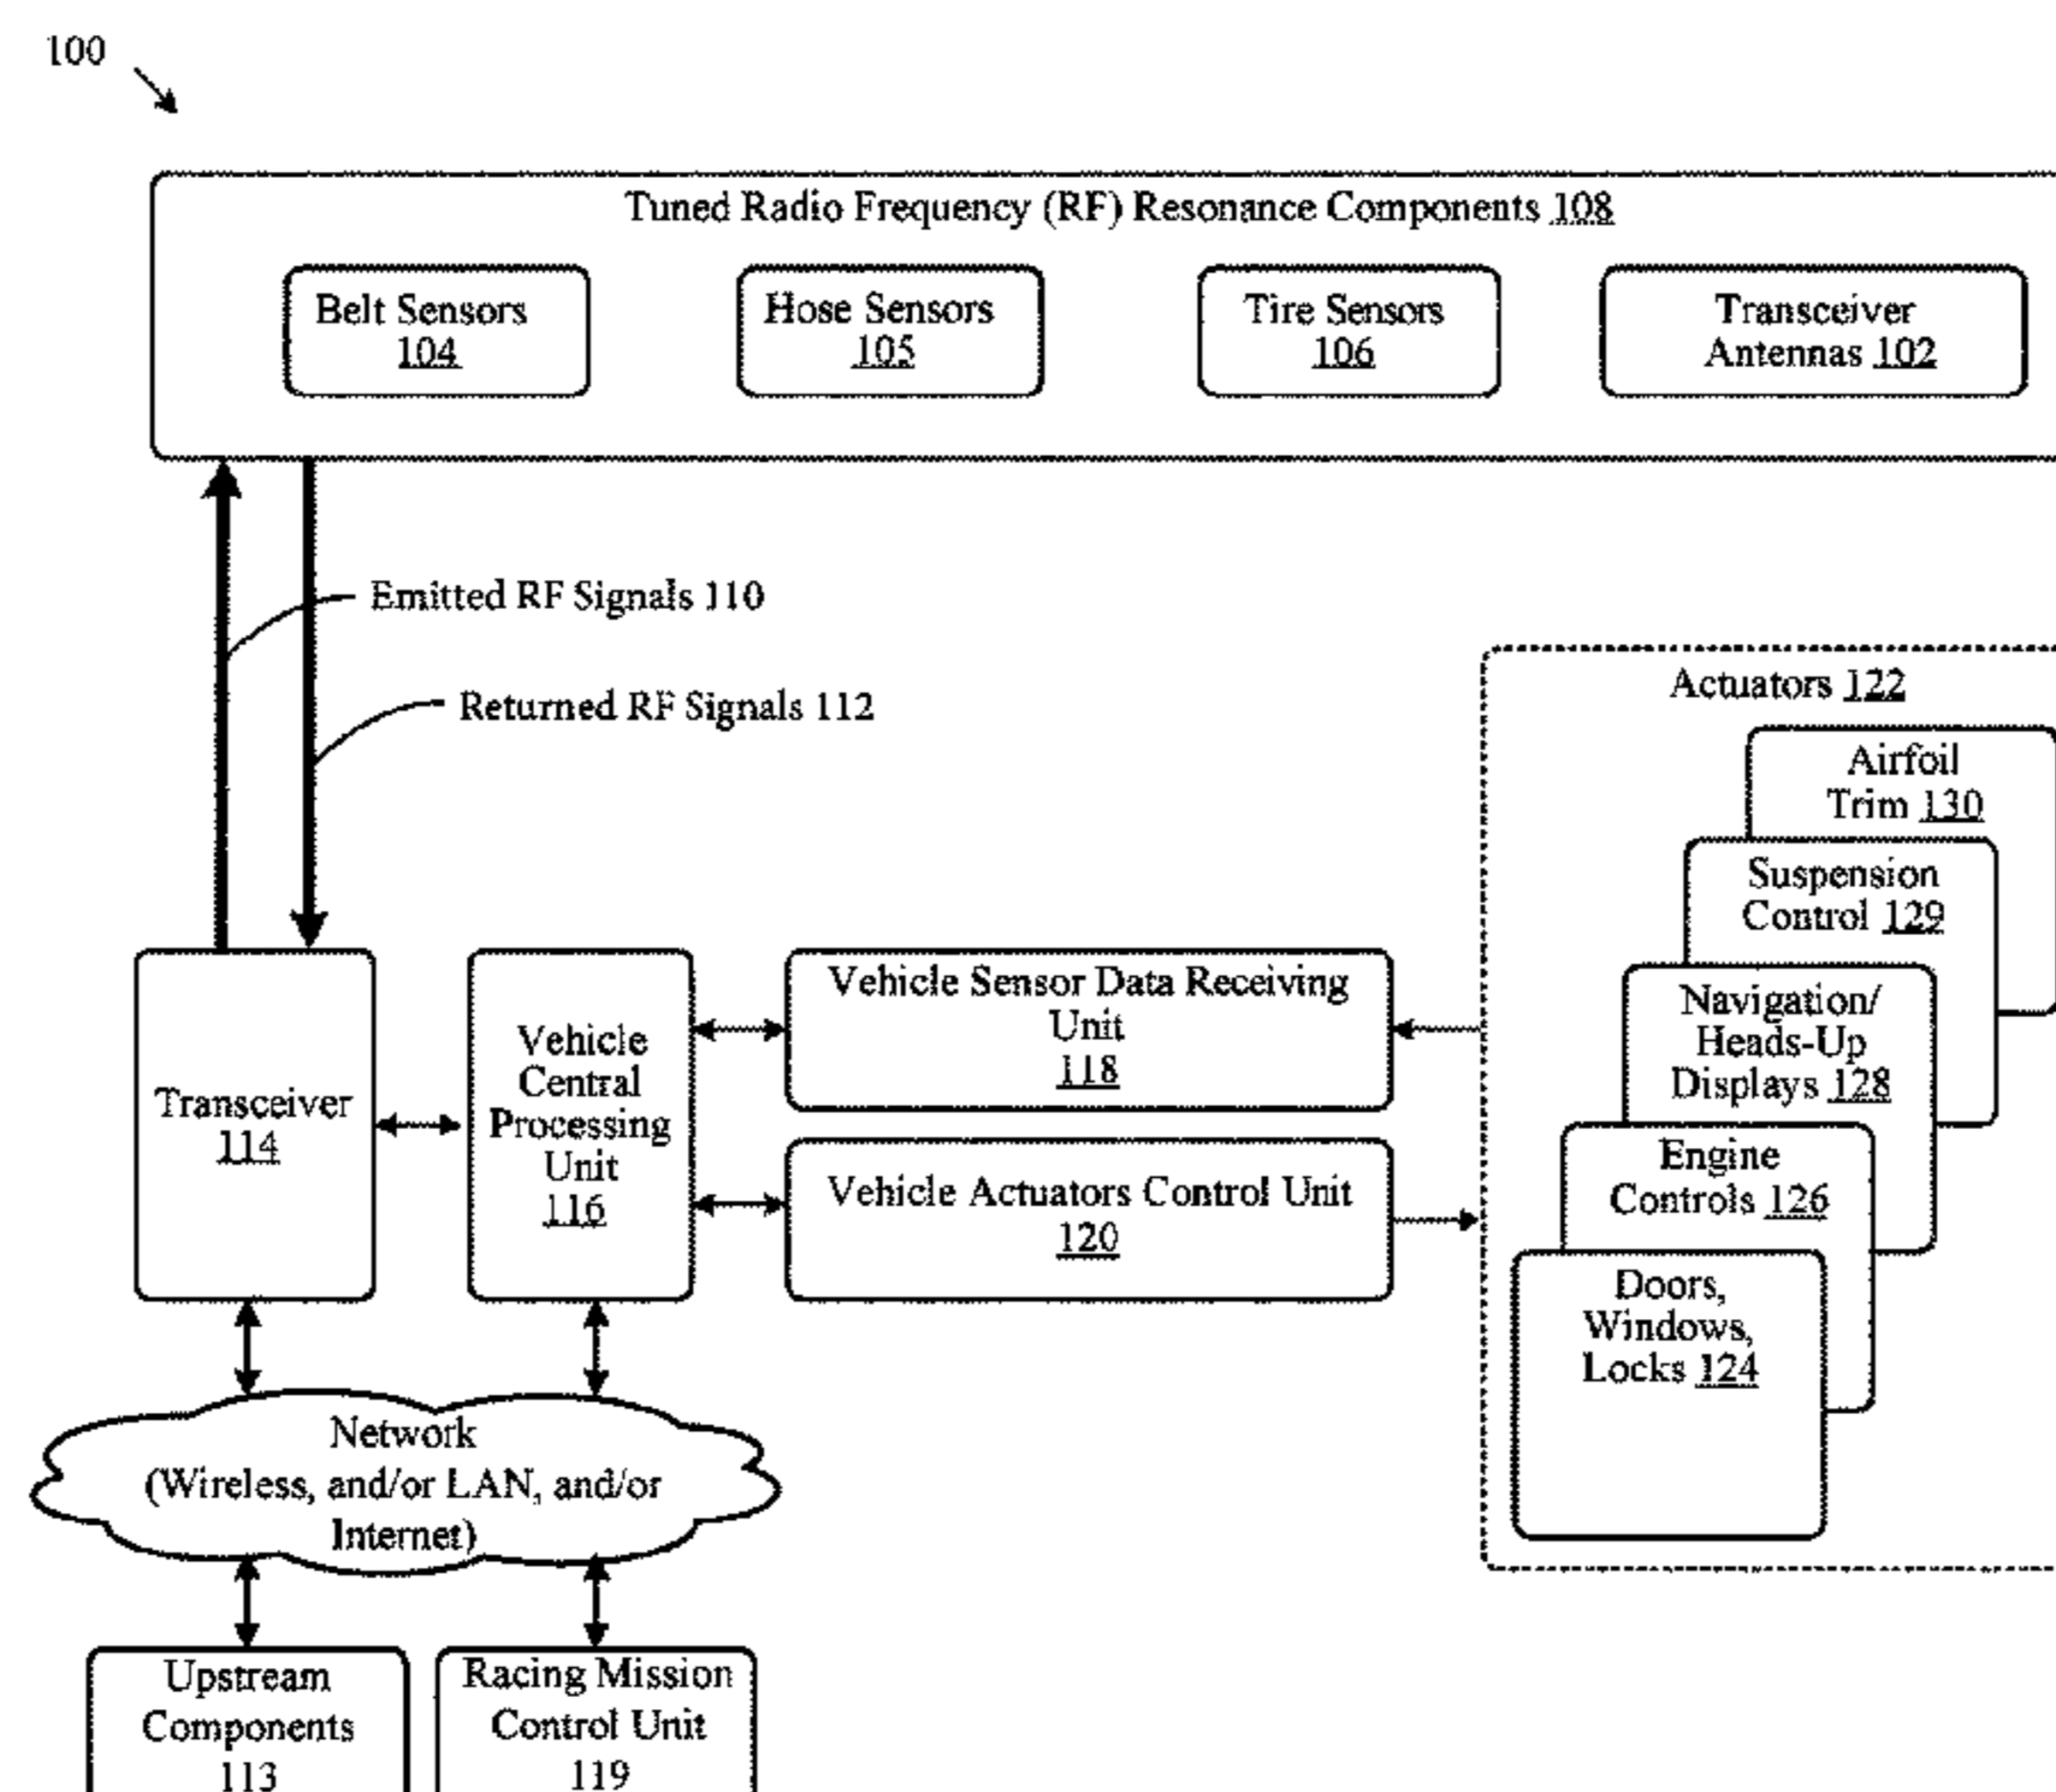 100
Tuned Radio Frequency (RF) Resonance Components 108
Belt Sensors
104
Hose Sensors
105
Tire Sensors
106
Transceiver
Antennas 102
Emitted RF Signals 110
Returned RF Signals 112
Actuators 122
Airfoil
Trim 130
Suspension
Control 129
Navigation/
Heads-Up
Displays 128
Engine
Controls 126
Doors,
Windows,
Locks 124
Transceiver
114
Vehicle
Central
Processing
Unit
116
Vehicle Sensor Data Receiving
Unit
118
Vehicle Actuators Control Unit
120
Network
(Wireless, and/or LAN, and/or
Internet)
Upstream
Components
113
Racing Mission
Control Unit
119